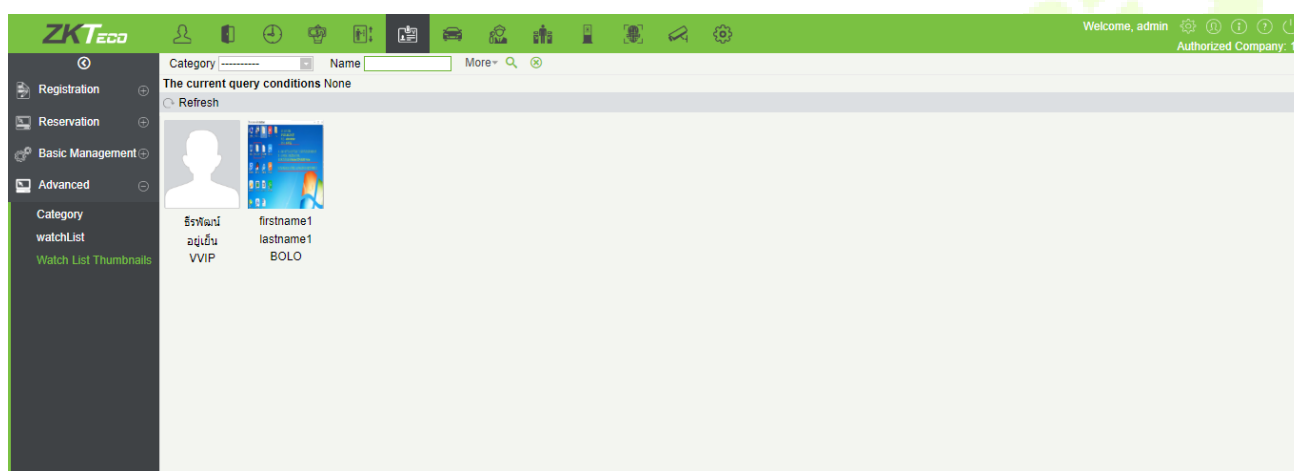 ZKTeco
Welcome, admin
Authorized Company: 1
Category ---------- Name More
The current query conditions None
Refresh
Registration
Reservation
Basic Management
Advanced
Category
watchList
Watch List Thumbnails
ธีรพัฒน์
อยู่เย็น
VVIP
firstname1
lastname1
BOLO